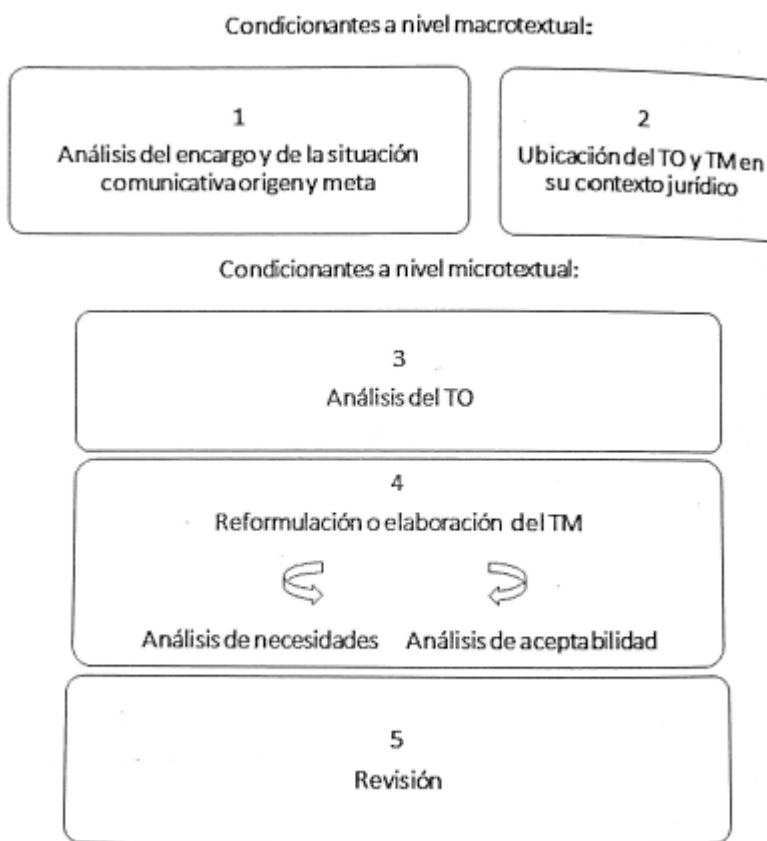 Condicionantes a nivel macrotextual:
1
Análisis del encargo y de la situación
comunicativa origen y meta
2
Ubicación del TO y TM en
su contexto jurídico
Condicionantes a nivel microtextual:
3
Análisis del TO
4
Reformulación o elaboración del TM
Análisis de necesidades
Análisis de aceptabilidad
5
Revisión